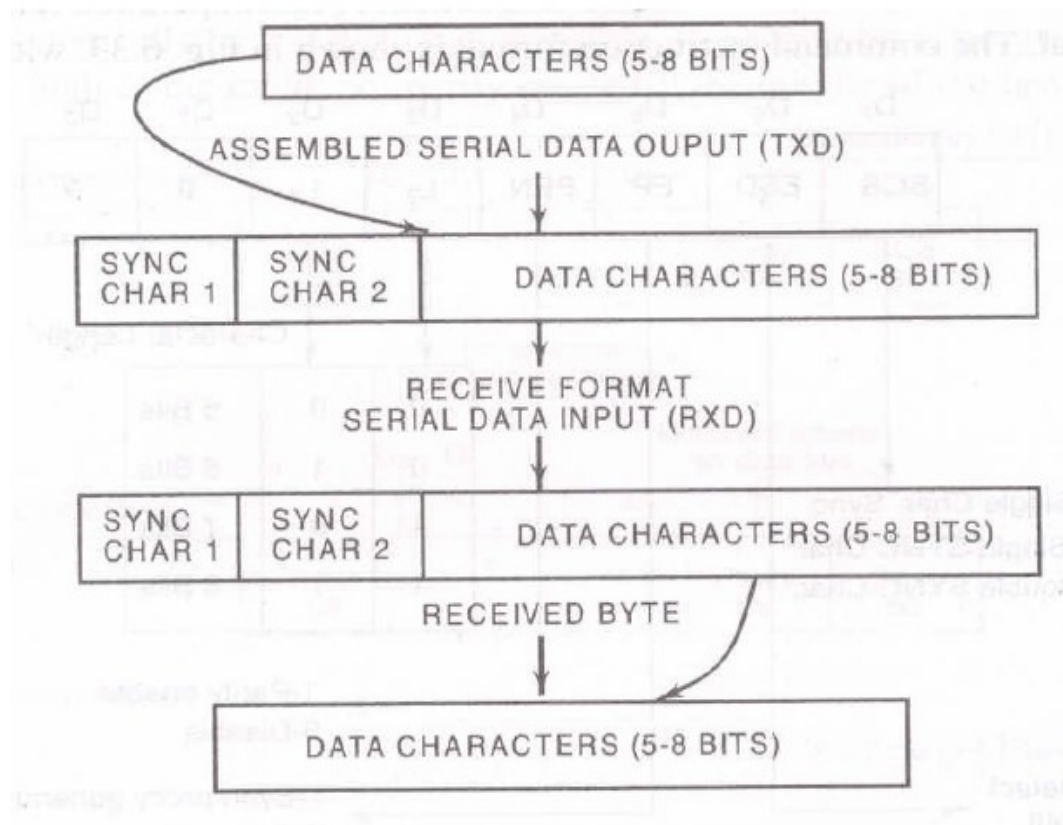 DATA CHARACTERS (5-8 BITS)
ASSEMBLED SERIAL DATA OUPUT (TXD)
SYNC
CHAR 1
SYNC
CHAR 2
DATA CHARACTERS (5-8 BITS)
RECEIVE FORMAT
SERIAL DATA INPUT (RXD)
SYNC
CHAR 1
SYNC
CHAR 2
DATA CHARACTERS (5-8 BITS)
RECEIVED BYTE
DATA CHARACTERS (5-8 BITS)